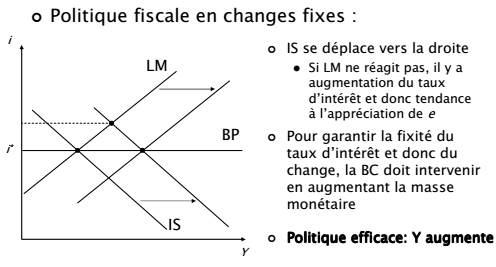 o Politique fiscale en changes fixes :
i
LM
BP
i*
IS
Y
o IS se déplace vers la droite
• Si LM ne réagit pas, il y a
augmentation du taux
d'intérêt et donc tendance
à l'appréciation de e
o Pour garantir la fixité du
taux d'intérêt et donc du
change, la BC doit intervenir
en augmentant la masse
monétaire
o Politique efficace: Y augmente